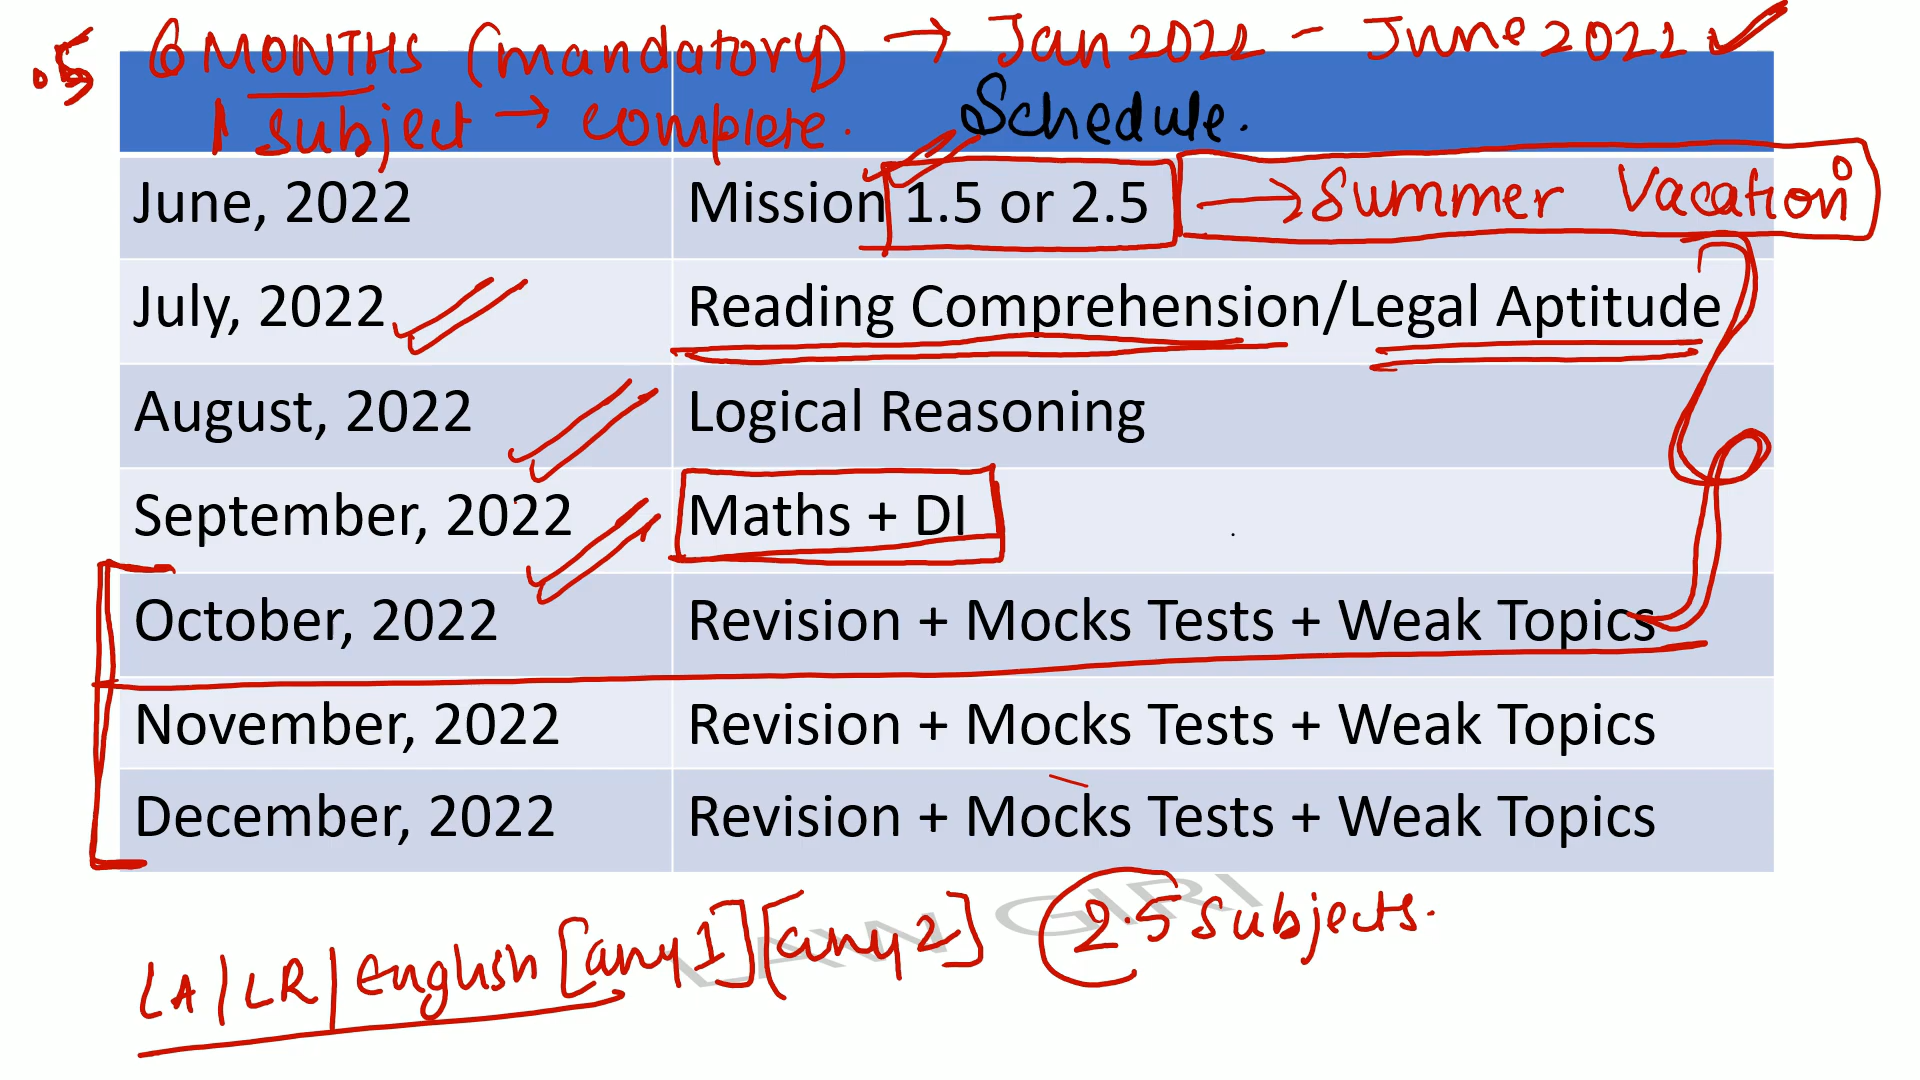 .5 6 MONTHS (mandatory) → Jan 2022 - June 2022
1 subject → complete. Schedule.
June, 2022 Mission 1.5 or 2.5 → Summer Vacation
July, 2022 Reading Comprehension/Legal Aptitude
August, 2022 Logical Reasoning
September, 2022 Maths + DI
October, 2022 Revision + Mocks Tests + Weak Topics
November, 2022 Revision + Mocks Tests + Weak Topics
December, 2022 Revision + Mocks Tests + Weak Topics
LA | LR | English [any 1] [any 2] 2.5 subjects.
GIRI